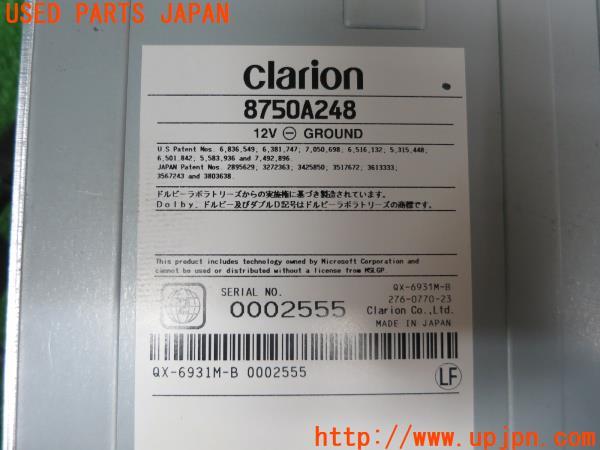 USED PARTS JAPAN
clarion
8750A248
12V ⊖ GROUND
U.S Patent Nos. 6,836,549; 6,381,747; 7,050,698; 6,516,132; 5,315,448;
6,501,842; 5,583,936 and 7,492,896.
JAPAN Patent Nos. 2895629; 3272363; 3425850; 3517672; 3613333;
3567243 and 3803638.
ドルビーラボラトリーズからの実施権に基づき製造されています。
Dolby、ドルビー及びダブルD記号はドルビーラボラトリーズの商標です。
This product includes technology owned by Microsoft Corporation and
cannot be used or distributed without a license from MSLGP.
SERIAL NO.
0002555
QX-6931M-B
276-0770-23
Clarion Co.,Ltd.
MADE IN JAPAN
QX-6931M-B 0002555
LF
http://www.upjpn.com/